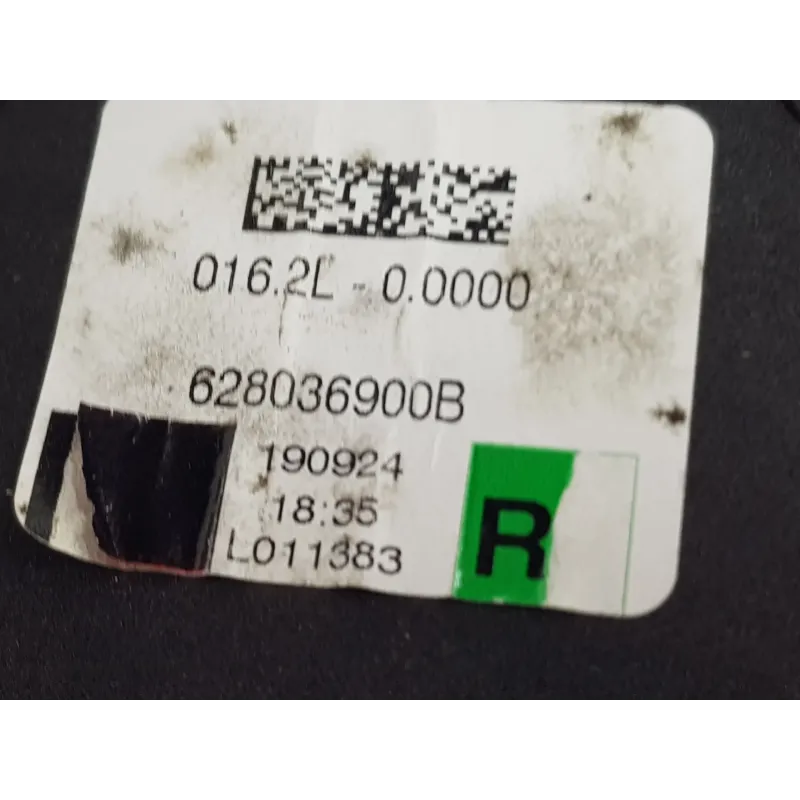 016.2L - 0.0000
628036900B
190924
18:35
L011383
R